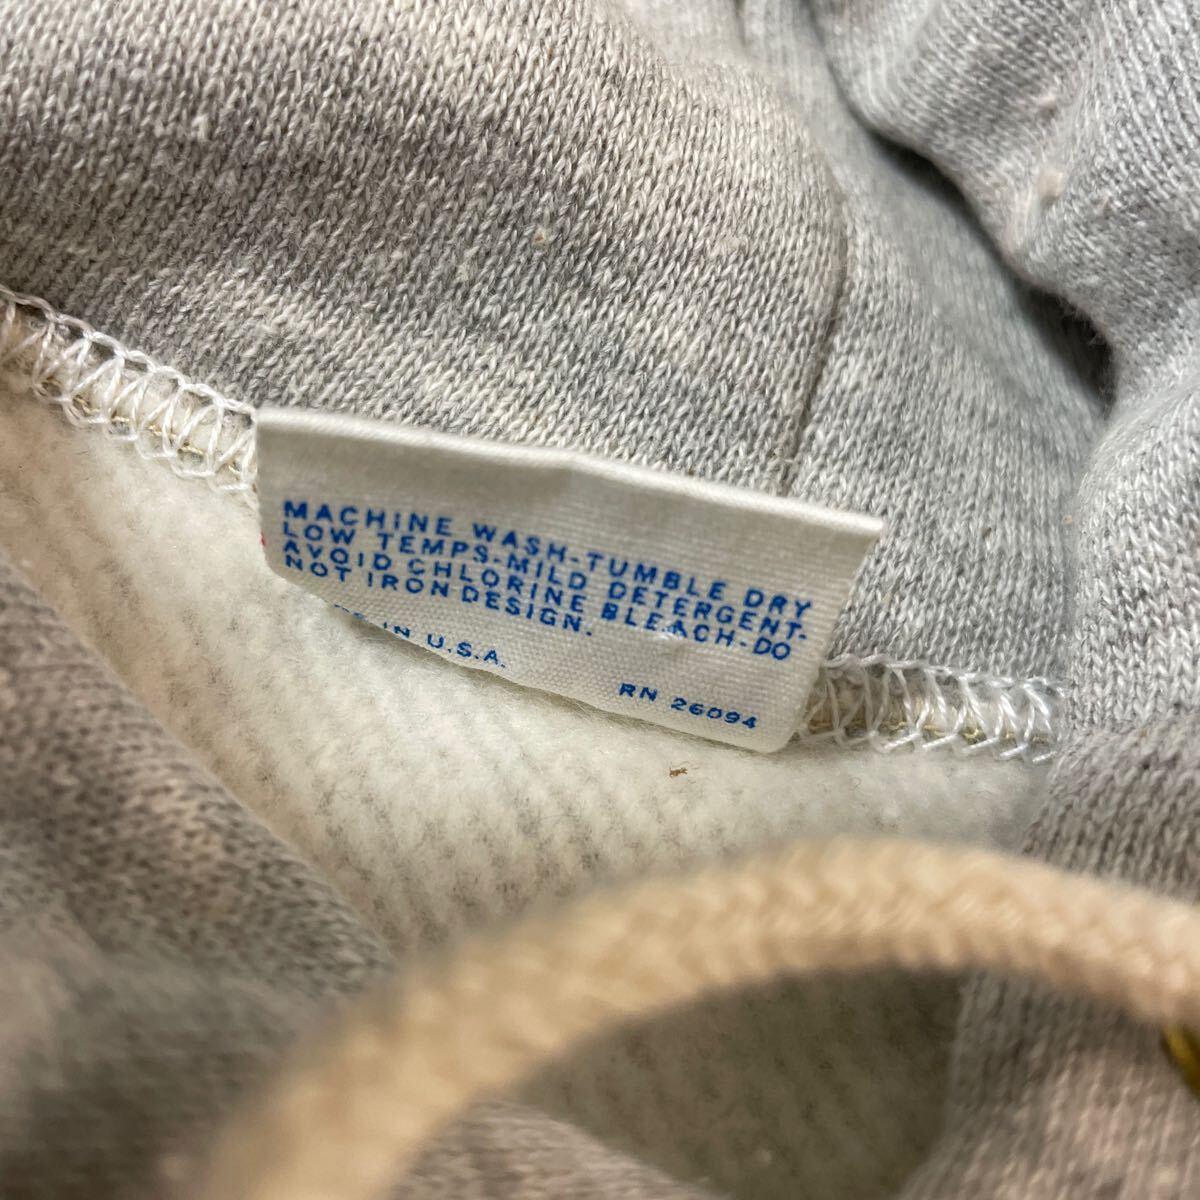 MACHINE WASH-TUMBLE DRY
LOW TEMPS-MILD DETERGENT-
AVOID CHLORINE BLEACH-DO
NOT IRON DESIGN.
IN U.S.A.
RN 26094